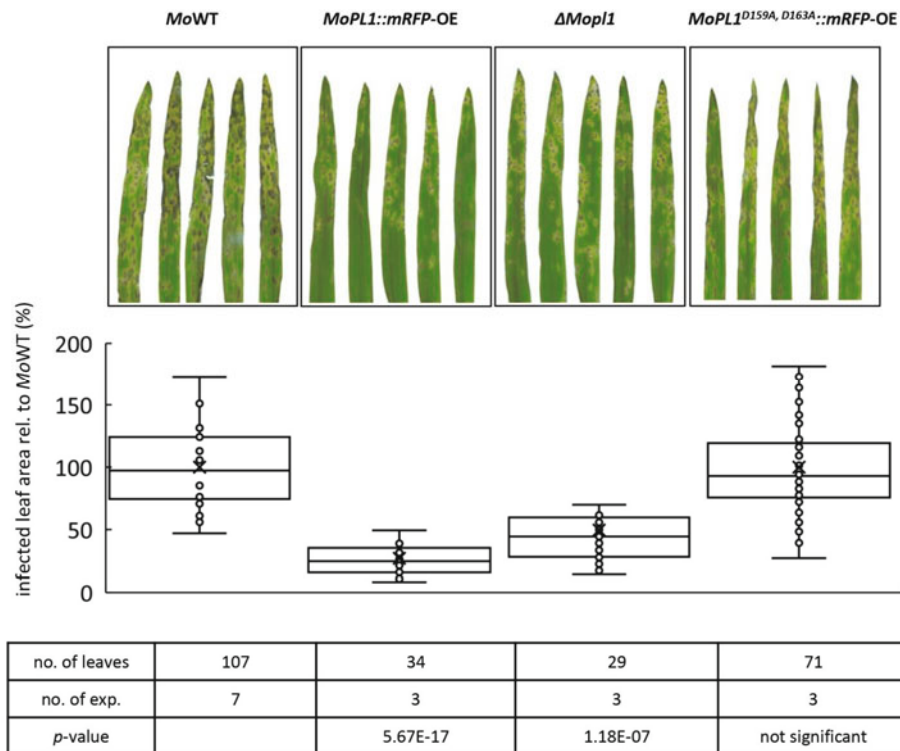 MoWT MoPL1::mRFP-OE ΔMopl1 MoPL1D159A, D163A::mRFP-OE
infected leaf area rel. to MoWT (%)
200
150
100
50
0
no. of leaves 107 34 29 71
no. of exp. 7 3 3 3
p-value 5.67E-17 1.18E-07 not significant